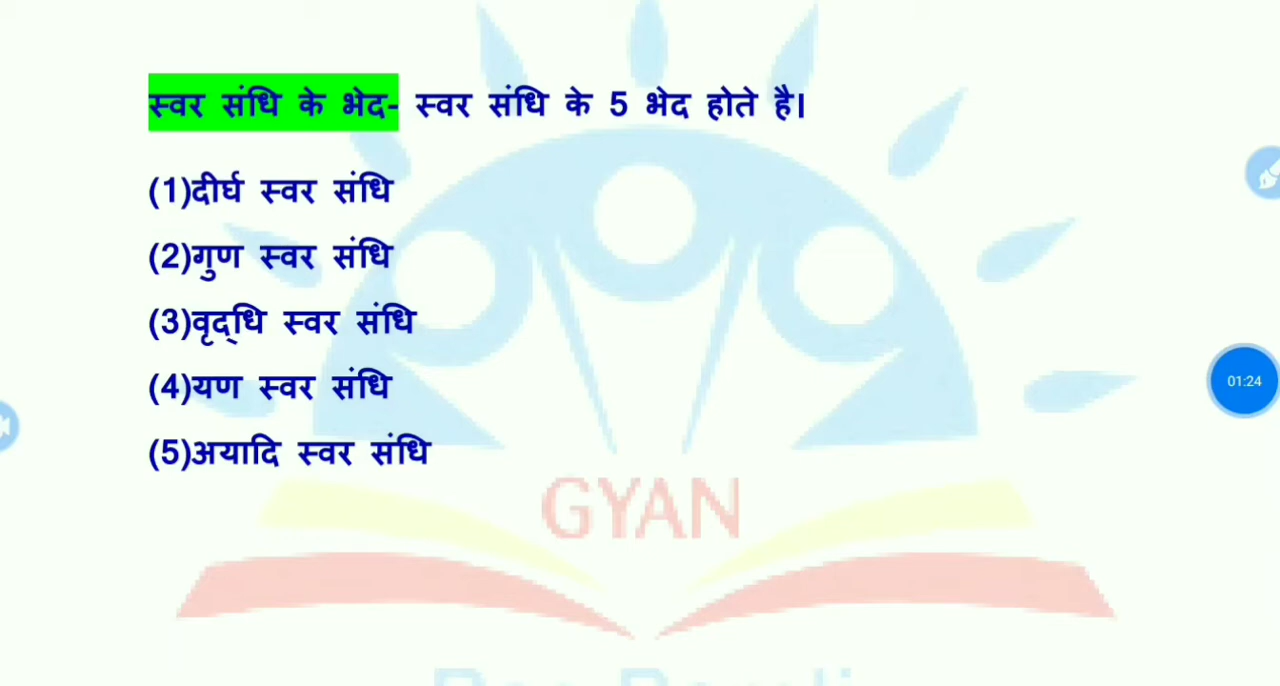 स्वर संधि के भेद- स्वर संधि के 5 भेद होते है।
(1)दीर्घ स्वर संधि
(2)गुण स्वर संधि
(3)वृद्‌धि स्वर संधि
(4)यण स्वर संधि
(5)अयादि स्वर संधि
01:24
GYAN